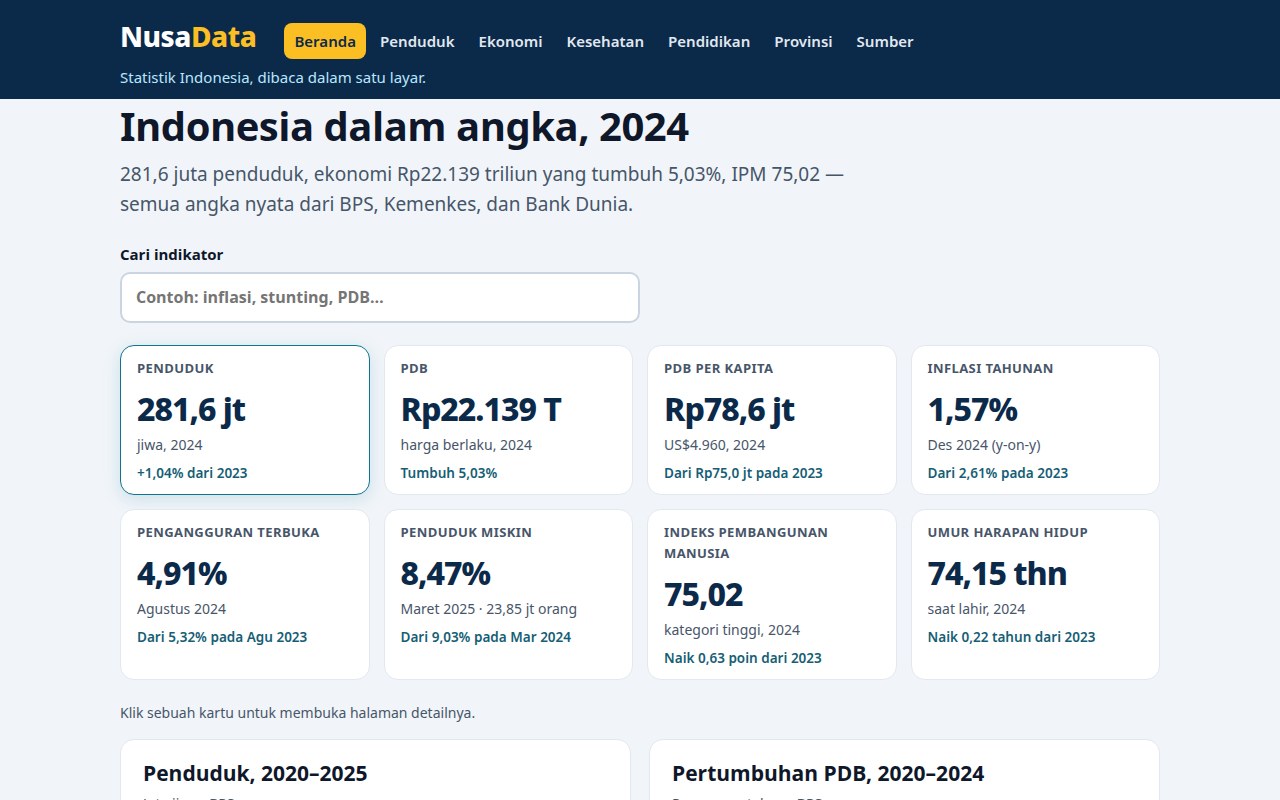 NusaData
Beranda
Penduduk
Ekonomi
Kesehatan
Pendidikan
Provinsi
Sumber
Statistik Indonesia, dibaca dalam satu layar.
Indonesia dalam angka, 2024
281,6 juta penduduk, ekonomi Rp22.139 triliun yang tumbuh 5,03%, IPM 75,02 —
semua angka nyata dari BPS, Kemenkes, dan Bank Dunia.
Cari indikator
Contoh: inflasi, stunting, PDB...
PENDUDUK
281,6 jt
jiwa, 2024
+1,04% dari 2023
PDB
Rp22.139 T
harga berlaku, 2024
Tumbuh 5,03%
PDB PER KAPITA
Rp78,6 jt
US$4.960, 2024
Dari Rp75,0 jt pada 2023
INFLASI TAHUNAN
1,57%
Des 2024 (y-on-y)
Dari 2,61% pada 2023
PENGANGGURAN TERBUKA
4,91%
Agustus 2024
Dari 5,32% pada Agu 2023
PENDUDUK MISKIN
8,47%
Maret 2025 · 23,85 jt orang
Dari 9,03% pada Mar 2024
INDEKS PEMBANGUNAN
MANUSIA
75,02
kategori tinggi, 2024
Naik 0,63 poin dari 2023
UMUR HARAPAN HIDUP
74,15 thn
saat lahir, 2024
Naik 0,22 tahun dari 2023
Klik sebuah kartu untuk membuka halaman detailnya.
Penduduk, 2020–2025
Pertumbuhan PDB, 2020–2024